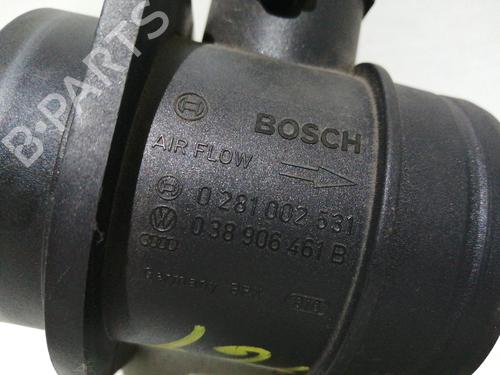 B-PARTS
BOSCH
AIR FLOW
0 281 002 531
038 906 461 B
Germany